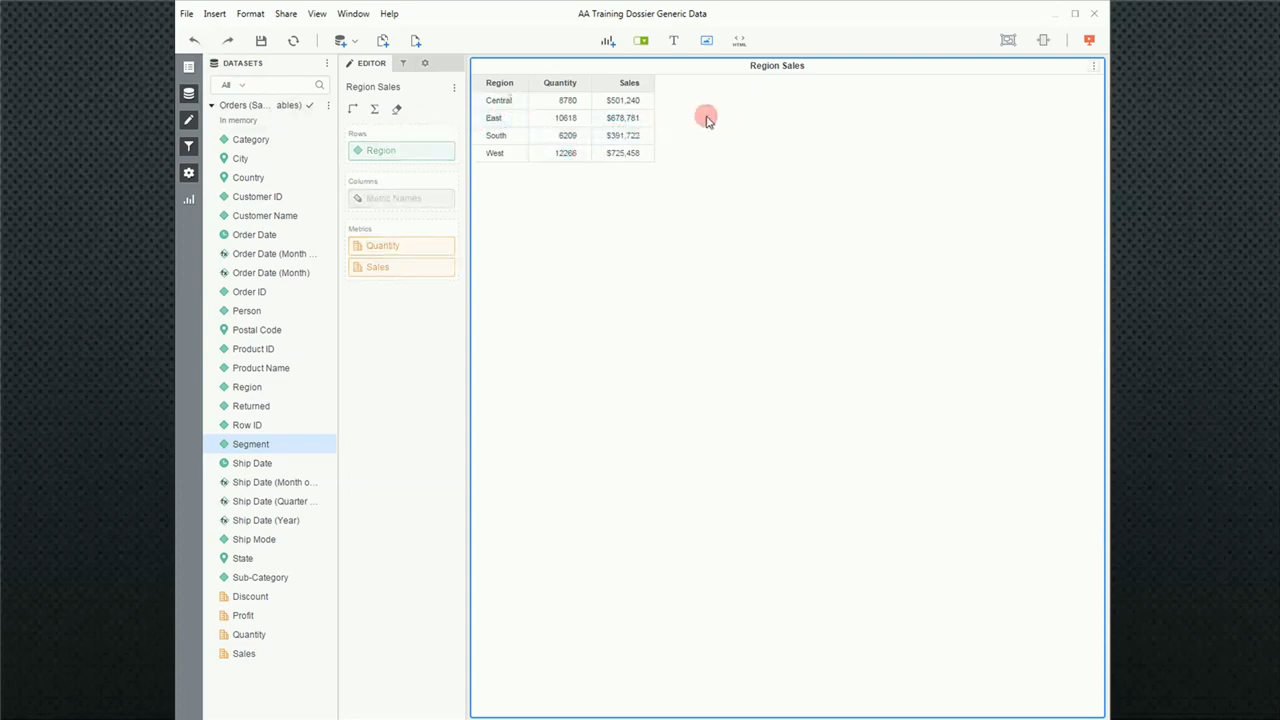 File Insert Format Share View Window Help
AA Training Dossier Generic Data
HTML
DATASETS
All
Orders (Sa... ables)
In memory
Category
City
Country
Customer ID
Customer Name
Order Date
Order Date (Month ...
Order Date (Month)
Order ID
Person
Postal Code
Product ID
Product Name
Region
Returned
Row ID
Segment
Ship Date
Ship Date (Month o...
Ship Date (Quarter ...
Ship Date (Year)
Ship Mode
State
Sub-Category
Discount
Profit
Quantity
Sales
EDITOR
Region Sales
Rows
Region
Columns
Metric Names
Metrics
Quantity
Sales
Region Sales
Region Quantity Sales
Central 8780 $501,240
East 10618 $678,781
South 6209 $391,722
West 12266 $725,458